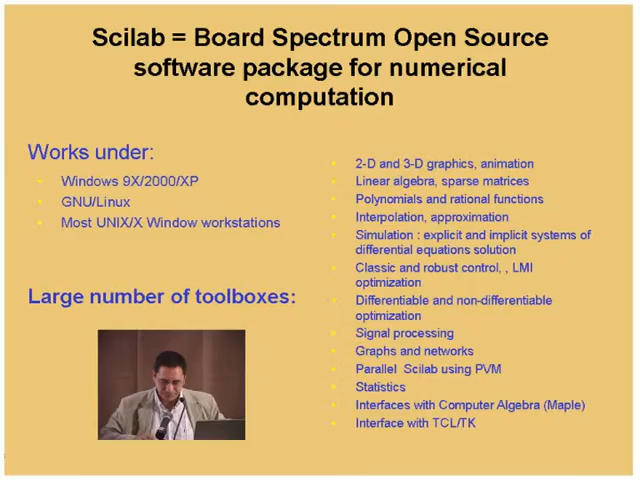 Scilab = Board Spectrum Open Source
software package for numerical
computation
Works under:
Windows 9X/2000/XP
GNU/Linux
Most UNIX/X Window workstations
Large number of toolboxes:
2-D and 3-D graphics, animation
Linear algebra, sparse matrices
Polynomials and rational functions
Interpolation, approximation
Simulation : explicit and implicit systems of
differential equations solution
Classic and robust control, , LMI
optimization
Differentiable and non-differentiable
optimization
Signal processing
Graphs and networks
Parallel Scilab using PVM
Statistics
Interfaces with Computer Algebra (Maple)
Interface with TCL/TK